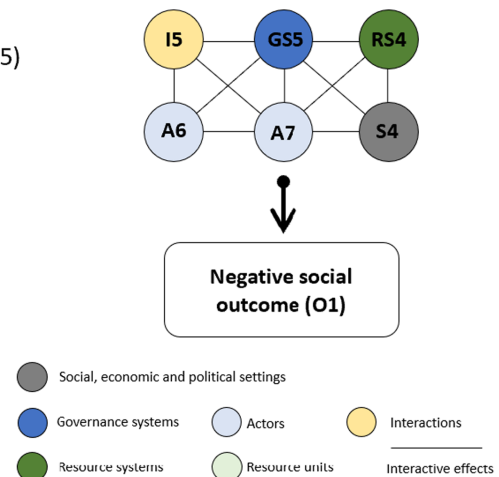 5)
I5 GS5 RS4
A6 A7 S4
Negative social
outcome (O1)
Social, economic and political settings
Governance systems Actors Interactions
Resource systems Resource units Interactive effects